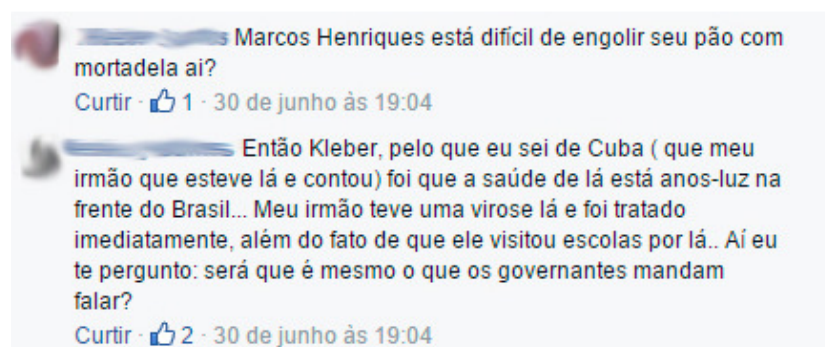 Marcos Henriques está difícil de engolir seu pão com
mortadela ai?
Curtir · 1 · 30 de junho às 19:04
Então Kleber, pelo que eu sei de Cuba ( que meu
irmão que esteve lá e contou) foi que a saúde de lá está anos-luz na
frente do Brasil... Meu irmão teve uma virose lá e foi tratado
imediatamente, além do fato de que ele visitou escolas por lá.. Aí eu
te pergunto: será que é mesmo o que os governantes mandam
falar?
Curtir · 2 · 30 de junho às 19:04